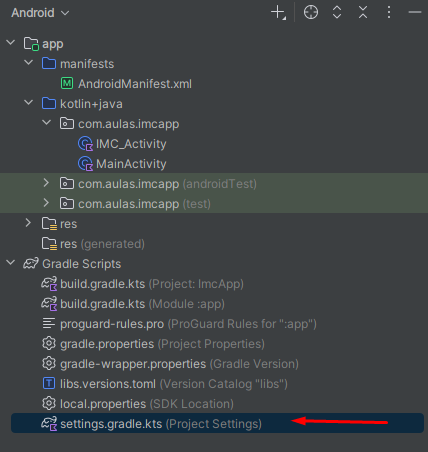 Android
app
manifests
AndroidManifest.xml
kotlin+java
com.aulas.imcapp
IMC_Activity
MainActivity
com.aulas.imcapp (androidTest)
com.aulas.imcapp (test)
res
res (generated)
Gradle Scripts
build.gradle.kts (Project: ImcApp)
build.gradle.kts (Module :app)
proguard-rules.pro (ProGuard Rules for ":app")
gradle.properties (Project Properties)
gradle-wrapper.properties (Gradle Version)
libs.versions.toml (Version Catalog "libs")
local.properties (SDK Location)
settings.gradle.kts (Project Settings)